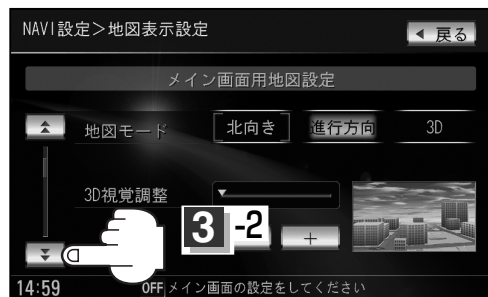 NAVI設定＞地図表示設定
戻る
メイン画面用地図設定
地図モード 北向き 進行方向 3D
3D視覚調整
3-2
+
14:59 OFF メイン画面の設定をしてください